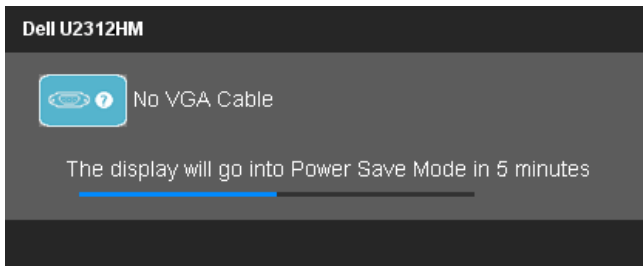 Dell U2312HM
No VGA Cable
The display will go into Power Save Mode in 5 minutes